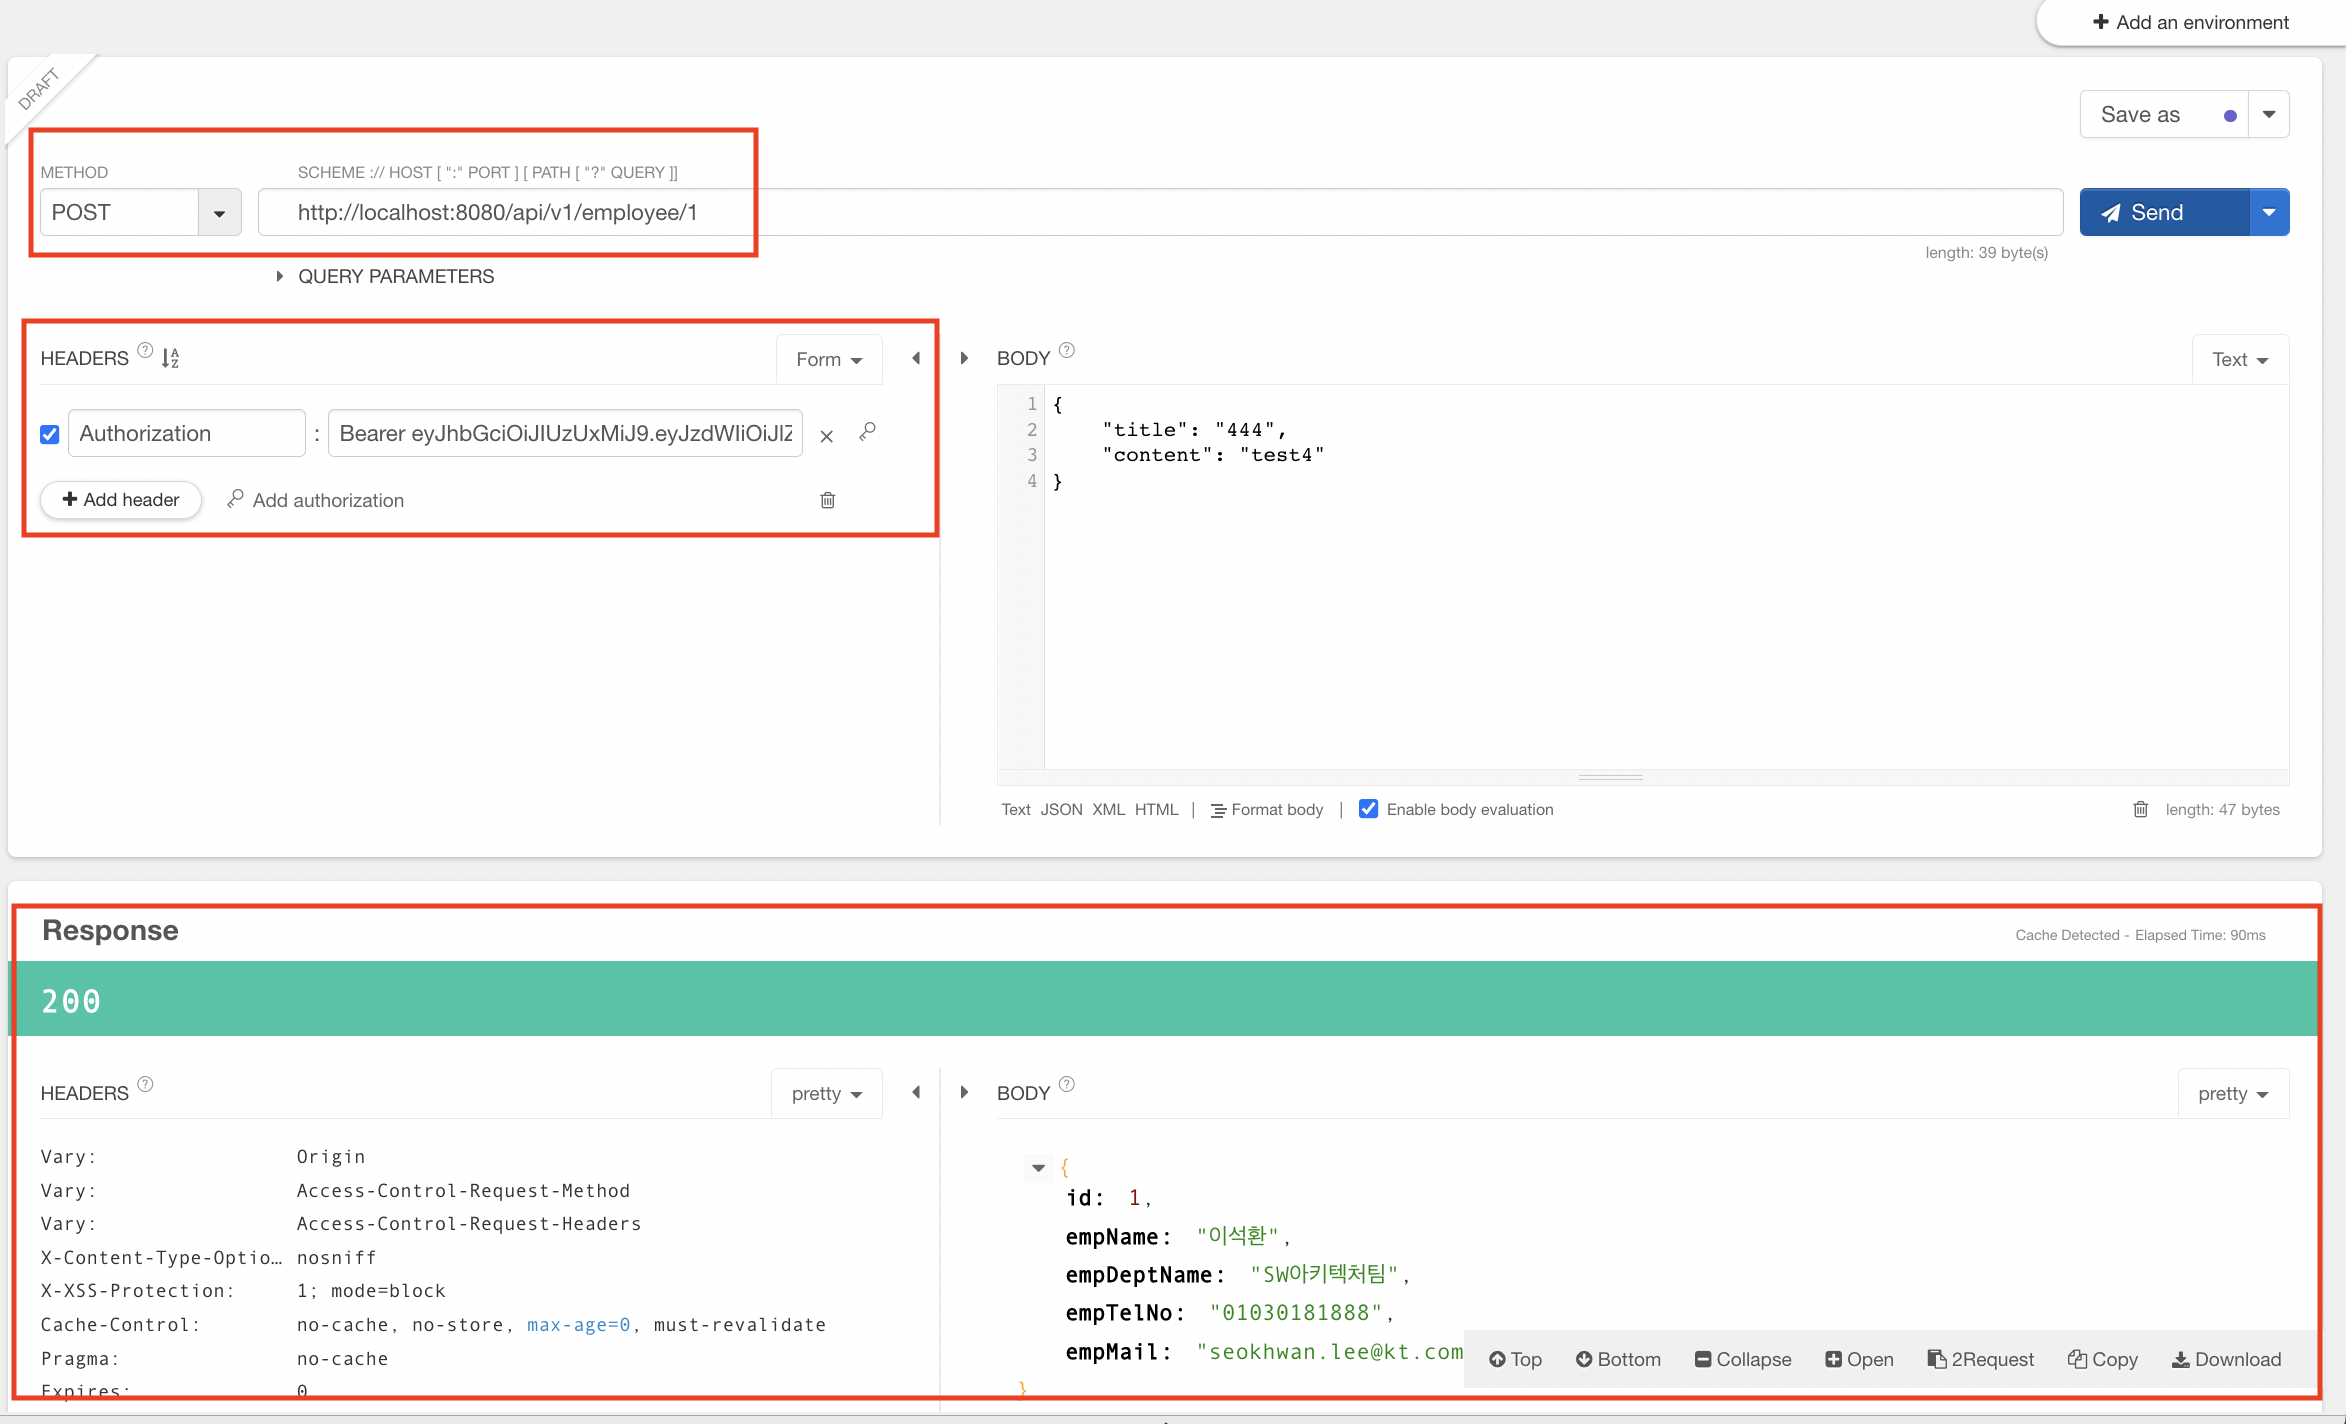 Add an environment
DRAFT
Save as
METHOD
SCHEME :// HOST [ ":" PORT ] [ PATH [ "?" QUERY ]]
POST
http://localhost:8080/api/v1/employee/1
Send
length: 39 byte(s)
QUERY PARAMETERS
HEADERS ?
Form
BODY ?
Text
Authorization : Bearer eyJhbGciOiJIUzUxMiJ9.eyJzdWIiOiJlZ
Add header
Add authorization
1 {
2 "title": "444",
3 "content": "test4"
4 }
Text JSON XML HTML | Format body | Enable body evaluation
length: 47 bytes
Response
Cache Detected - Elapsed Time: 90ms
200
HEADERS ?
pretty
BODY ?
pretty
Vary: Origin
Vary: Access-Control-Request-Method
Vary: Access-Control-Request-Headers
X-Content-Type-Optio… nosniff
X-XSS-Protection: 1; mode=block
Cache-Control: no-cache, no-store, max-age=0, must-revalidate
Pragma: no-cache
Expires: 0
{
id: 1,
empName: "이석환",
empDeptName: "SW아키텍처팀",
empTelNo: "01030181888",
empMail: "seokhwan.lee@kt.com
}
Top Bottom Collapse Open 2Request Copy Download